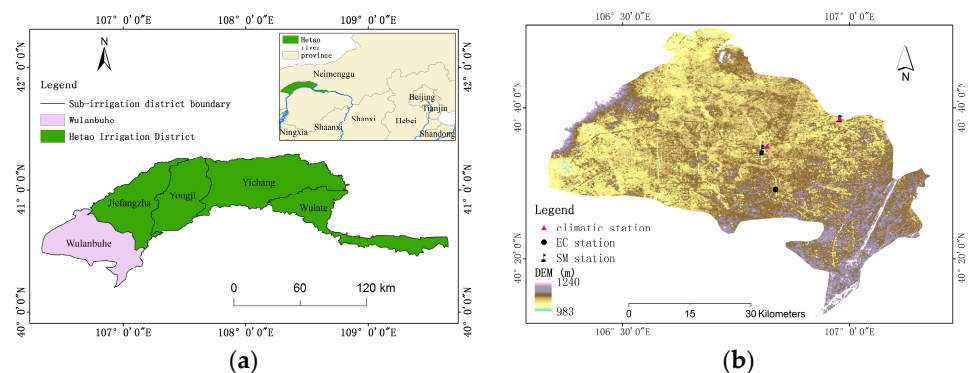 107° 0′0″E
108° 0′0″E
109° 0′0″E
42° 0′0″N
41° 0′0″N
40° 0′0″N
N
Legend
Sub-irrigation district boundary
Wulanbuhe
Hetao Irrigation District
Hetao
river
province
Neimenggu
Beijing
Tianjin
Hebei
Shanxi
Shaanxi
Ningxia
Shandong
Jiefangzha
Yongji
Yichang
Wulate
Wulanbuhe
0 60 120 km
42° 0′0″N
41° 0′0″N
40° 0′0″N
107° 0′0″E
108° 0′0″E
109° 0′0″E
(a)
106° 30′0″E
107° 0′0″E
40° 40′0″N
40° 20′0″N
N
Legend
climatic station
EC station
SM station
DEM (m)
1240
983
0 15 30 Kilometers
40° 40′0″N
40° 20′0″N
106° 30′0″E
107° 0′0″E
(b)